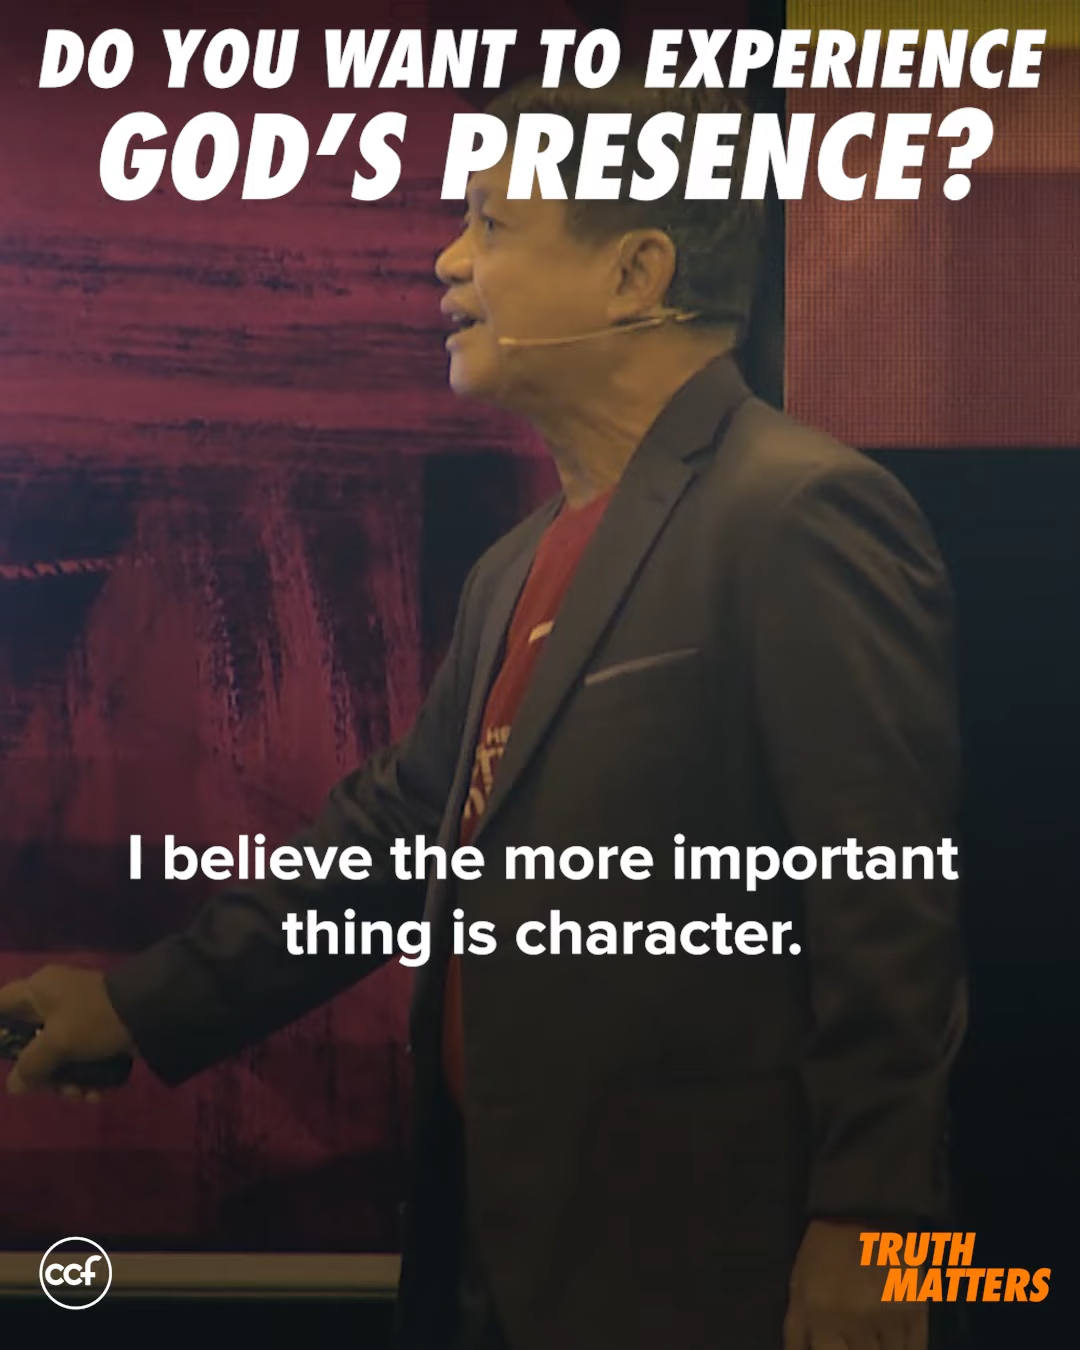 DO YOU WANT TO EXPERIENCE
GOD'S PRESENCE?
I believe the more important
thing is character.
ccf
TRUTH
MATTERS